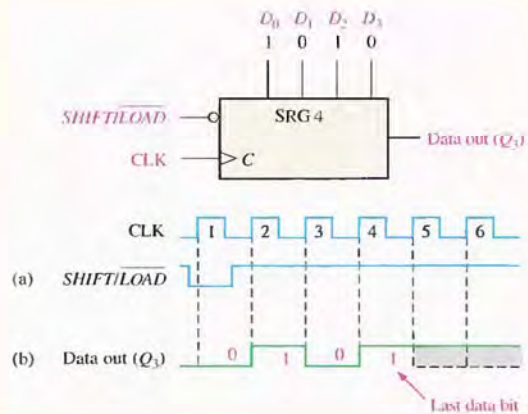 D₀ D₁ D₂ D₃
1 0 1 0
SHIFT/LOAD
SRG 4
Data out (Q₃)
CLK
C
CLK 1 2 3 4 5 6
(a) SHIFT/LOAD
(b) Data out (Q₃) 0 1 0 1
Last data bit